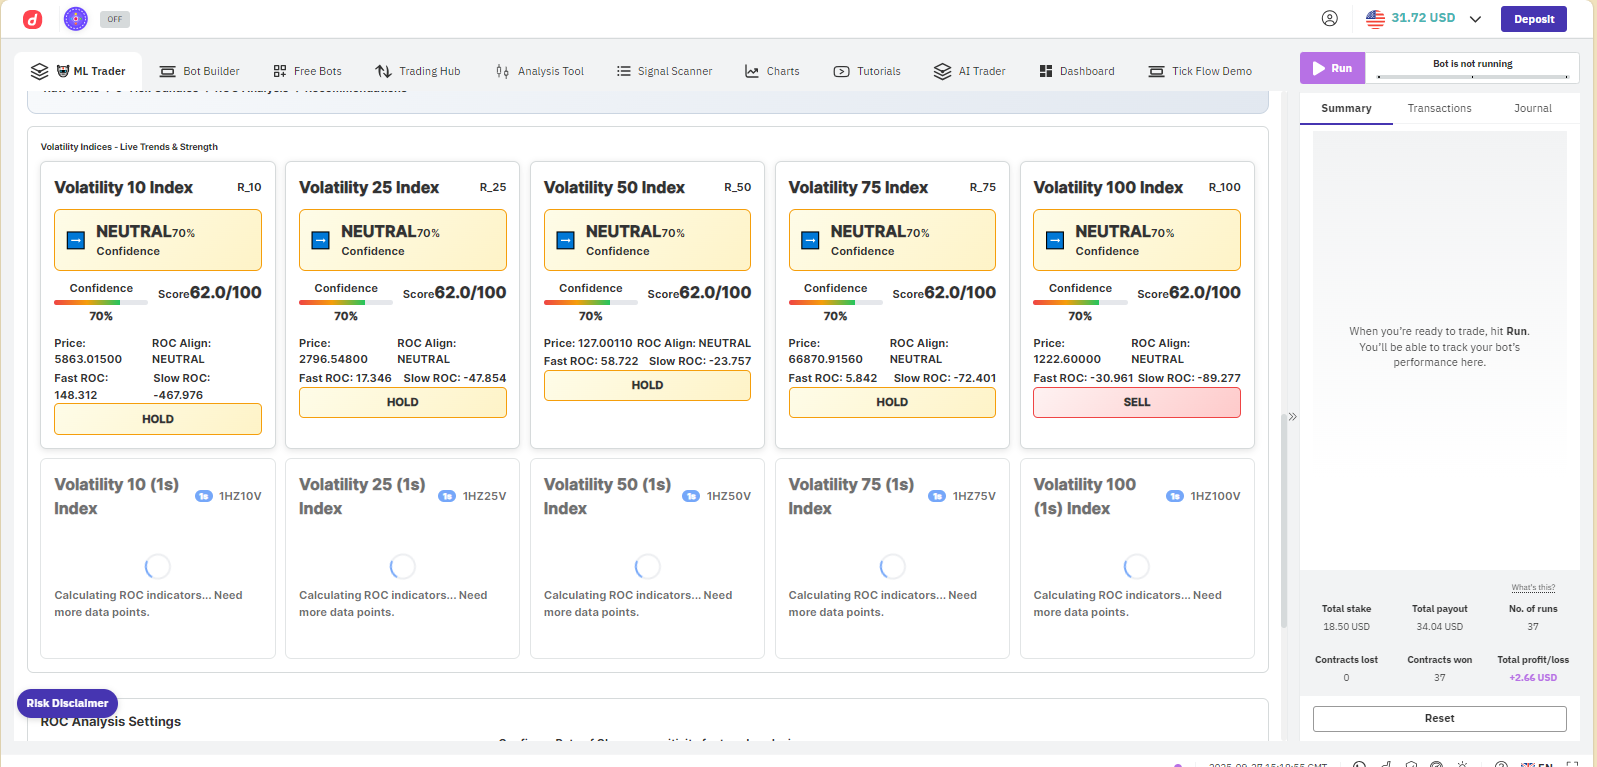 OFF
31.72 USD
Deposit
ML Trader
Bot Builder
Free Bots
Trading Hub
Analysis Tool
Signal Scanner
Charts
Tutorials
AI Trader
Dashboard
Tick Flow Demo
Run
Bot is not running
Summary
Transactions
Journal
Volatility Indices - Live Trends & Strength
Volatility 10 Index R_10
NEUTRAL70%
Confidence
Confidence
Score62.0/100
70%
Price: ROC Align:
5863.01500 NEUTRAL
Fast ROC: Slow ROC:
148.312 -467.976
HOLD
Volatility 25 Index R_25
NEUTRAL70%
Confidence
Confidence
Score62.0/100
70%
Price: ROC Align:
2796.54800 NEUTRAL
Fast ROC: 17.346 Slow ROC: -47.854
HOLD
Volatility 50 Index R_50
NEUTRAL70%
Confidence
Confidence
Score62.0/100
70%
Price: 127.00110 ROC Align: NEUTRAL
Fast ROC: 58.722 Slow ROC: -23.757
HOLD
Volatility 75 Index R_75
NEUTRAL70%
Confidence
Confidence
Score62.0/100
70%
Price: ROC Align:
66870.91560 NEUTRAL
Fast ROC: 5.842 Slow ROC: -72.401
HOLD
Volatility 100 Index R_100
NEUTRAL70%
Confidence
Confidence
Score62.0/100
70%
Price: ROC Align:
1222.60000 NEUTRAL
Fast ROC: -30.961 Slow ROC: -89.277
SELL
Volatility 10 (1s)
Index
1s 1HZ10V
Calculating ROC indicators... Need
more data points.
Volatility 25 (1s)
Index
1s 1HZ25V
Calculating ROC indicators... Need
more data points.
Volatility 50 (1s)
Index
1s 1HZ50V
Calculating ROC indicators... Need
more data points.
Volatility 75 (1s)
Index
1s 1HZ75V
Calculating ROC indicators... Need
more data points.
Volatility 100
(1s) Index
1s 1HZ100V
Calculating ROC indicators... Need
more data points.
Risk Disclaimer
ROC Analysis Settings
When you're ready to trade, hit Run.
You'll be able to track your bot's
performance here.
What's this?
Total stake
18.50 USD
Total payout
34.04 USD
No. of runs
37
Contracts lost
0
Contracts won
37
Total profit/loss
+2.66 USD
Reset
EN